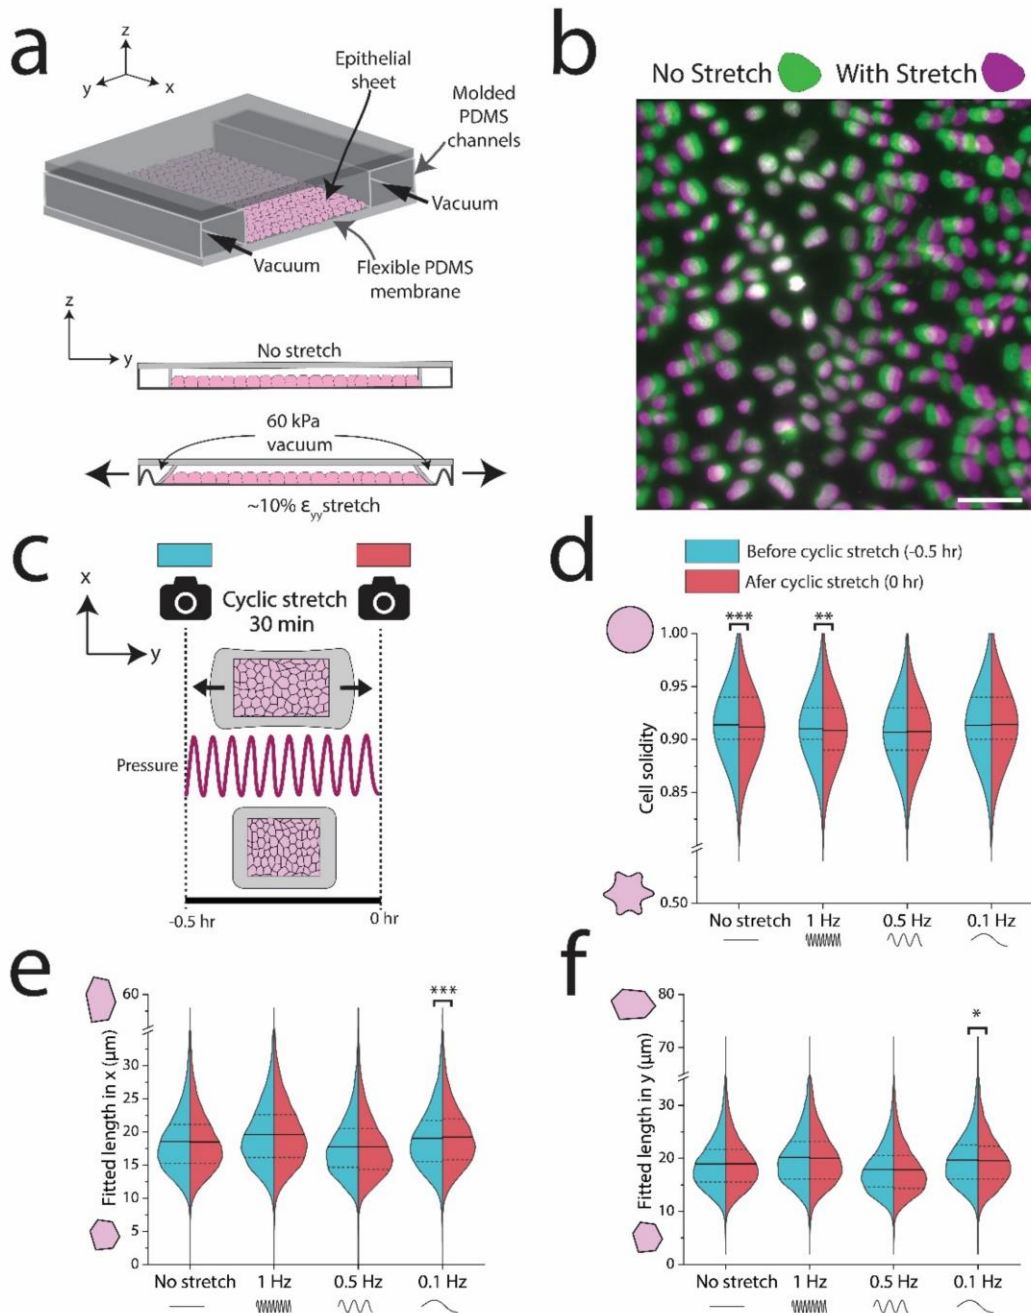 a
z
y
x
Epithelial
sheet
Molded
PDMS
channels
Vacuum
Vacuum
Flexible PDMS
membrane
z
y
No stretch
60 kPa
vacuum
~10% εyy stretch
b
No Stretch
With Stretch
c
x
y
Cyclic stretch
30 min
Pressure
-0.5 hr
0 hr
d
Before cyclic stretch (-0.5 hr)
Afer cyclic stretch (0 hr)
***
**
Cell solidity
1.00
0.95
0.90
0.85
0.50
No stretch
1 Hz
0.5 Hz
0.1 Hz
e
Fitted length in x (µm)
60
30
25
20
15
10
5
0
***
No stretch
1 Hz
0.5 Hz
0.1 Hz
f
Fitted length in y (µm)
80
70
30
20
10
0
*
No stretch
1 Hz
0.5 Hz
0.1 Hz